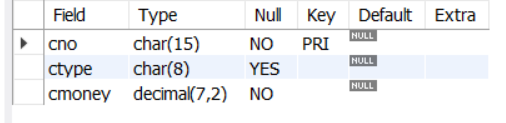 Field Type Null Key Default Extra
cno char(15) NO PRI NULL
ctype char(8) YES NULL
cmoney decimal(7,2) NO NULL